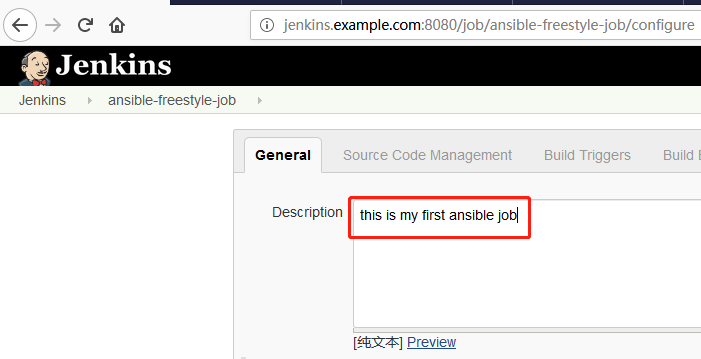 jenkins.example.com:8080/job/ansible-freestyle-job/configure
Jenkins
Jenkins ansible-freestyle-job
General Source Code Management Build Triggers Build
Description this is my first ansible job
[纯文本] Preview